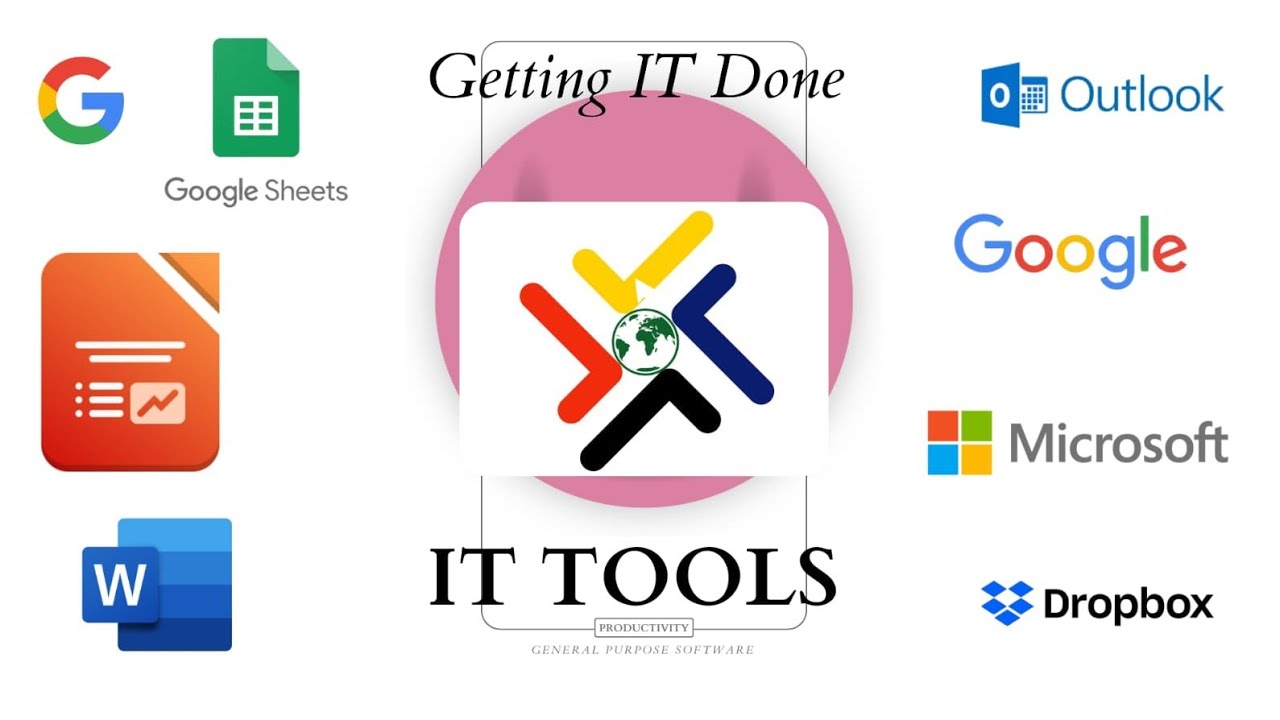 Getting IT Done
Google Sheets
W
Outlook
Google
Microsoft
IT TOOLS
Dropbox
PRODUCTIVITY
GENERAL PURPOSE SOFTWARE